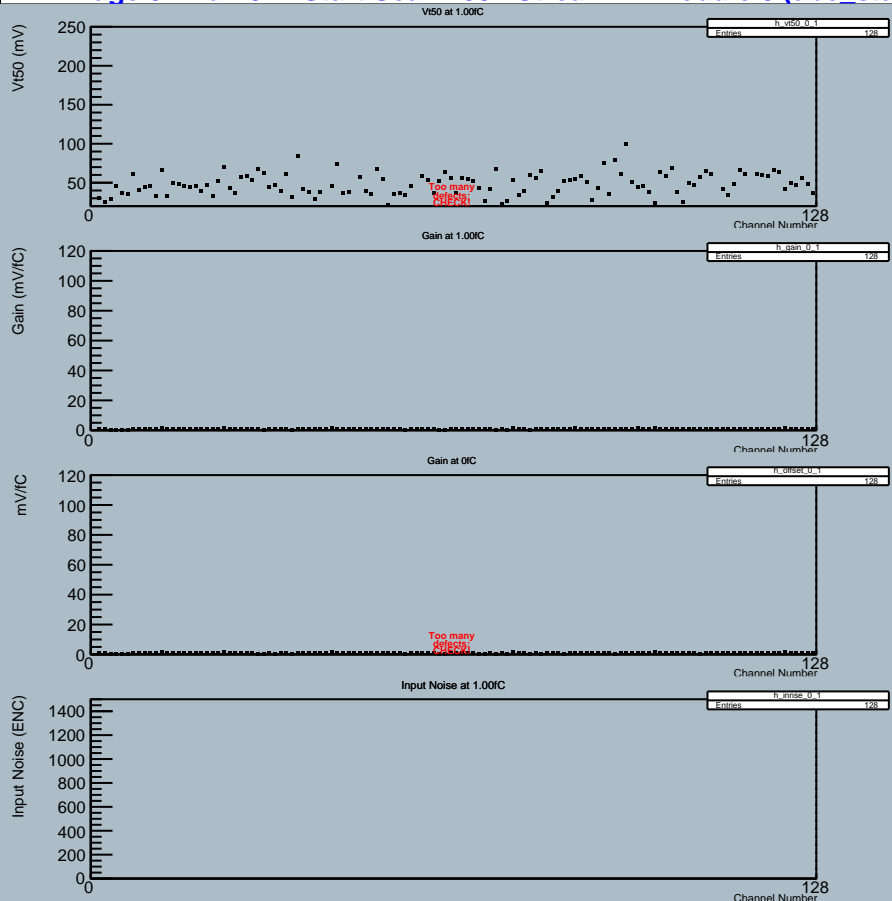 Vt50 at 1.00fC
h_vt50_0_1
Entries 128
Vt50 (mV)
250
200
150
100
50
Too many
defects:
CHECK!
0
128
Channel Number
Gain at 1.00fC
h_gain_0_1
Entries 128
Gain (mV/fC)
120
100
80
60
40
20
0
0
128
Channel Number
Gain at 0fC
h_offset_0_1
Entries 128
mV/fC
120
100
80
60
40
20
0
Too many
defects:
CHECK!
0
128
Channel Number
Input Noise at 1.00fC
h_innse_0_1
Entries 128
Input Noise (ENC)
1400
1200
1000
800
600
400
200
0
0
128
Channel Number